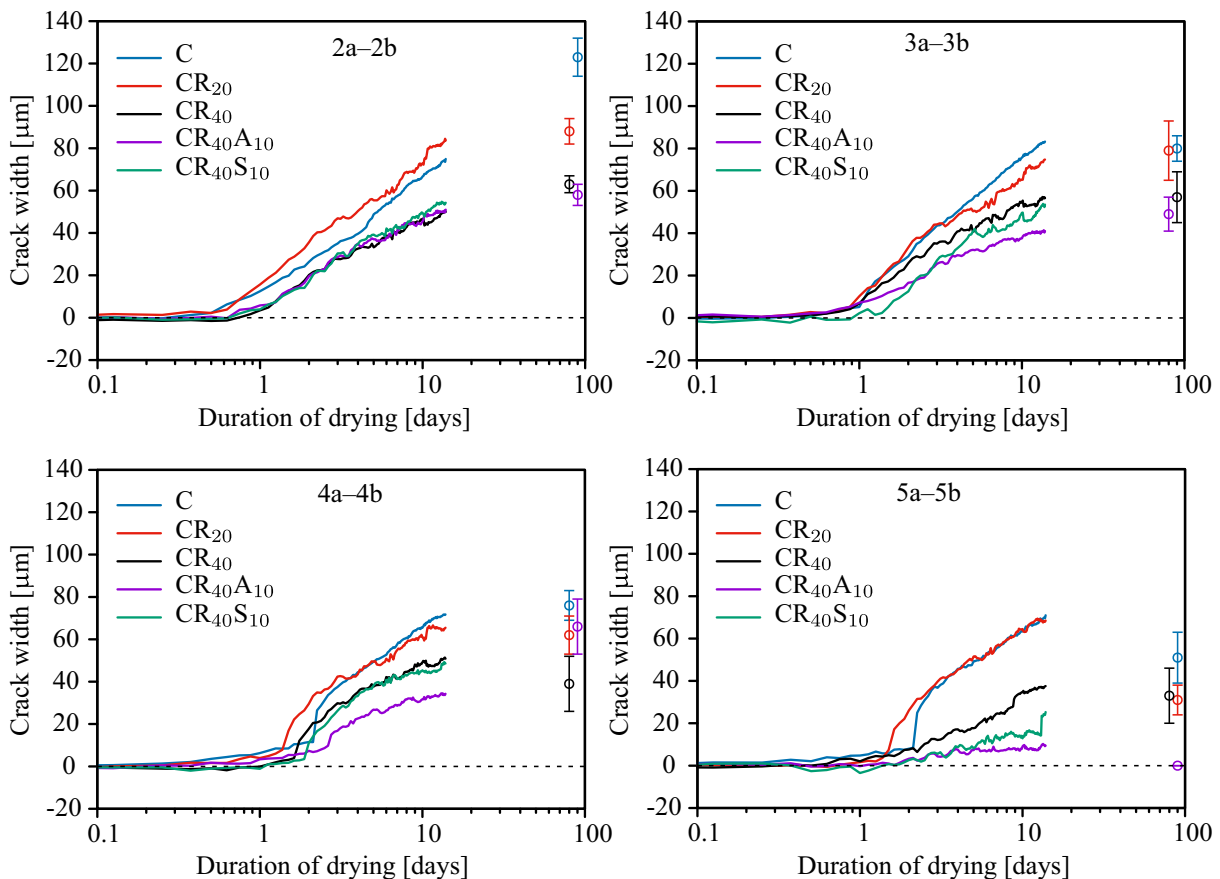 140
120
100
80
60
40
20
0
-20
Crack width [µm]
2a–2b
C
CR₂₀
CR₄₀
CR₄₀A₁₀
CR₄₀S₁₀
0.1 1 10 100
Duration of drying [days]
140
120
100
80
60
40
20
0
-20
Crack width [µm]
3a–3b
C
CR₂₀
CR₄₀
CR₄₀A₁₀
CR₄₀S₁₀
0.1 1 10 100
Duration of drying [days]
140
120
100
80
60
40
20
0
-20
Crack width [µm]
4a–4b
C
CR₂₀
CR₄₀
CR₄₀A₁₀
CR₄₀S₁₀
0.1 1 10 100
Duration of drying [days]
140
120
100
80
60
40
20
0
-20
Crack width [µm]
5a–5b
C
CR₂₀
CR₄₀
CR₄₀A₁₀
CR₄₀S₁₀
0.1 1 10 100
Duration of drying [days]